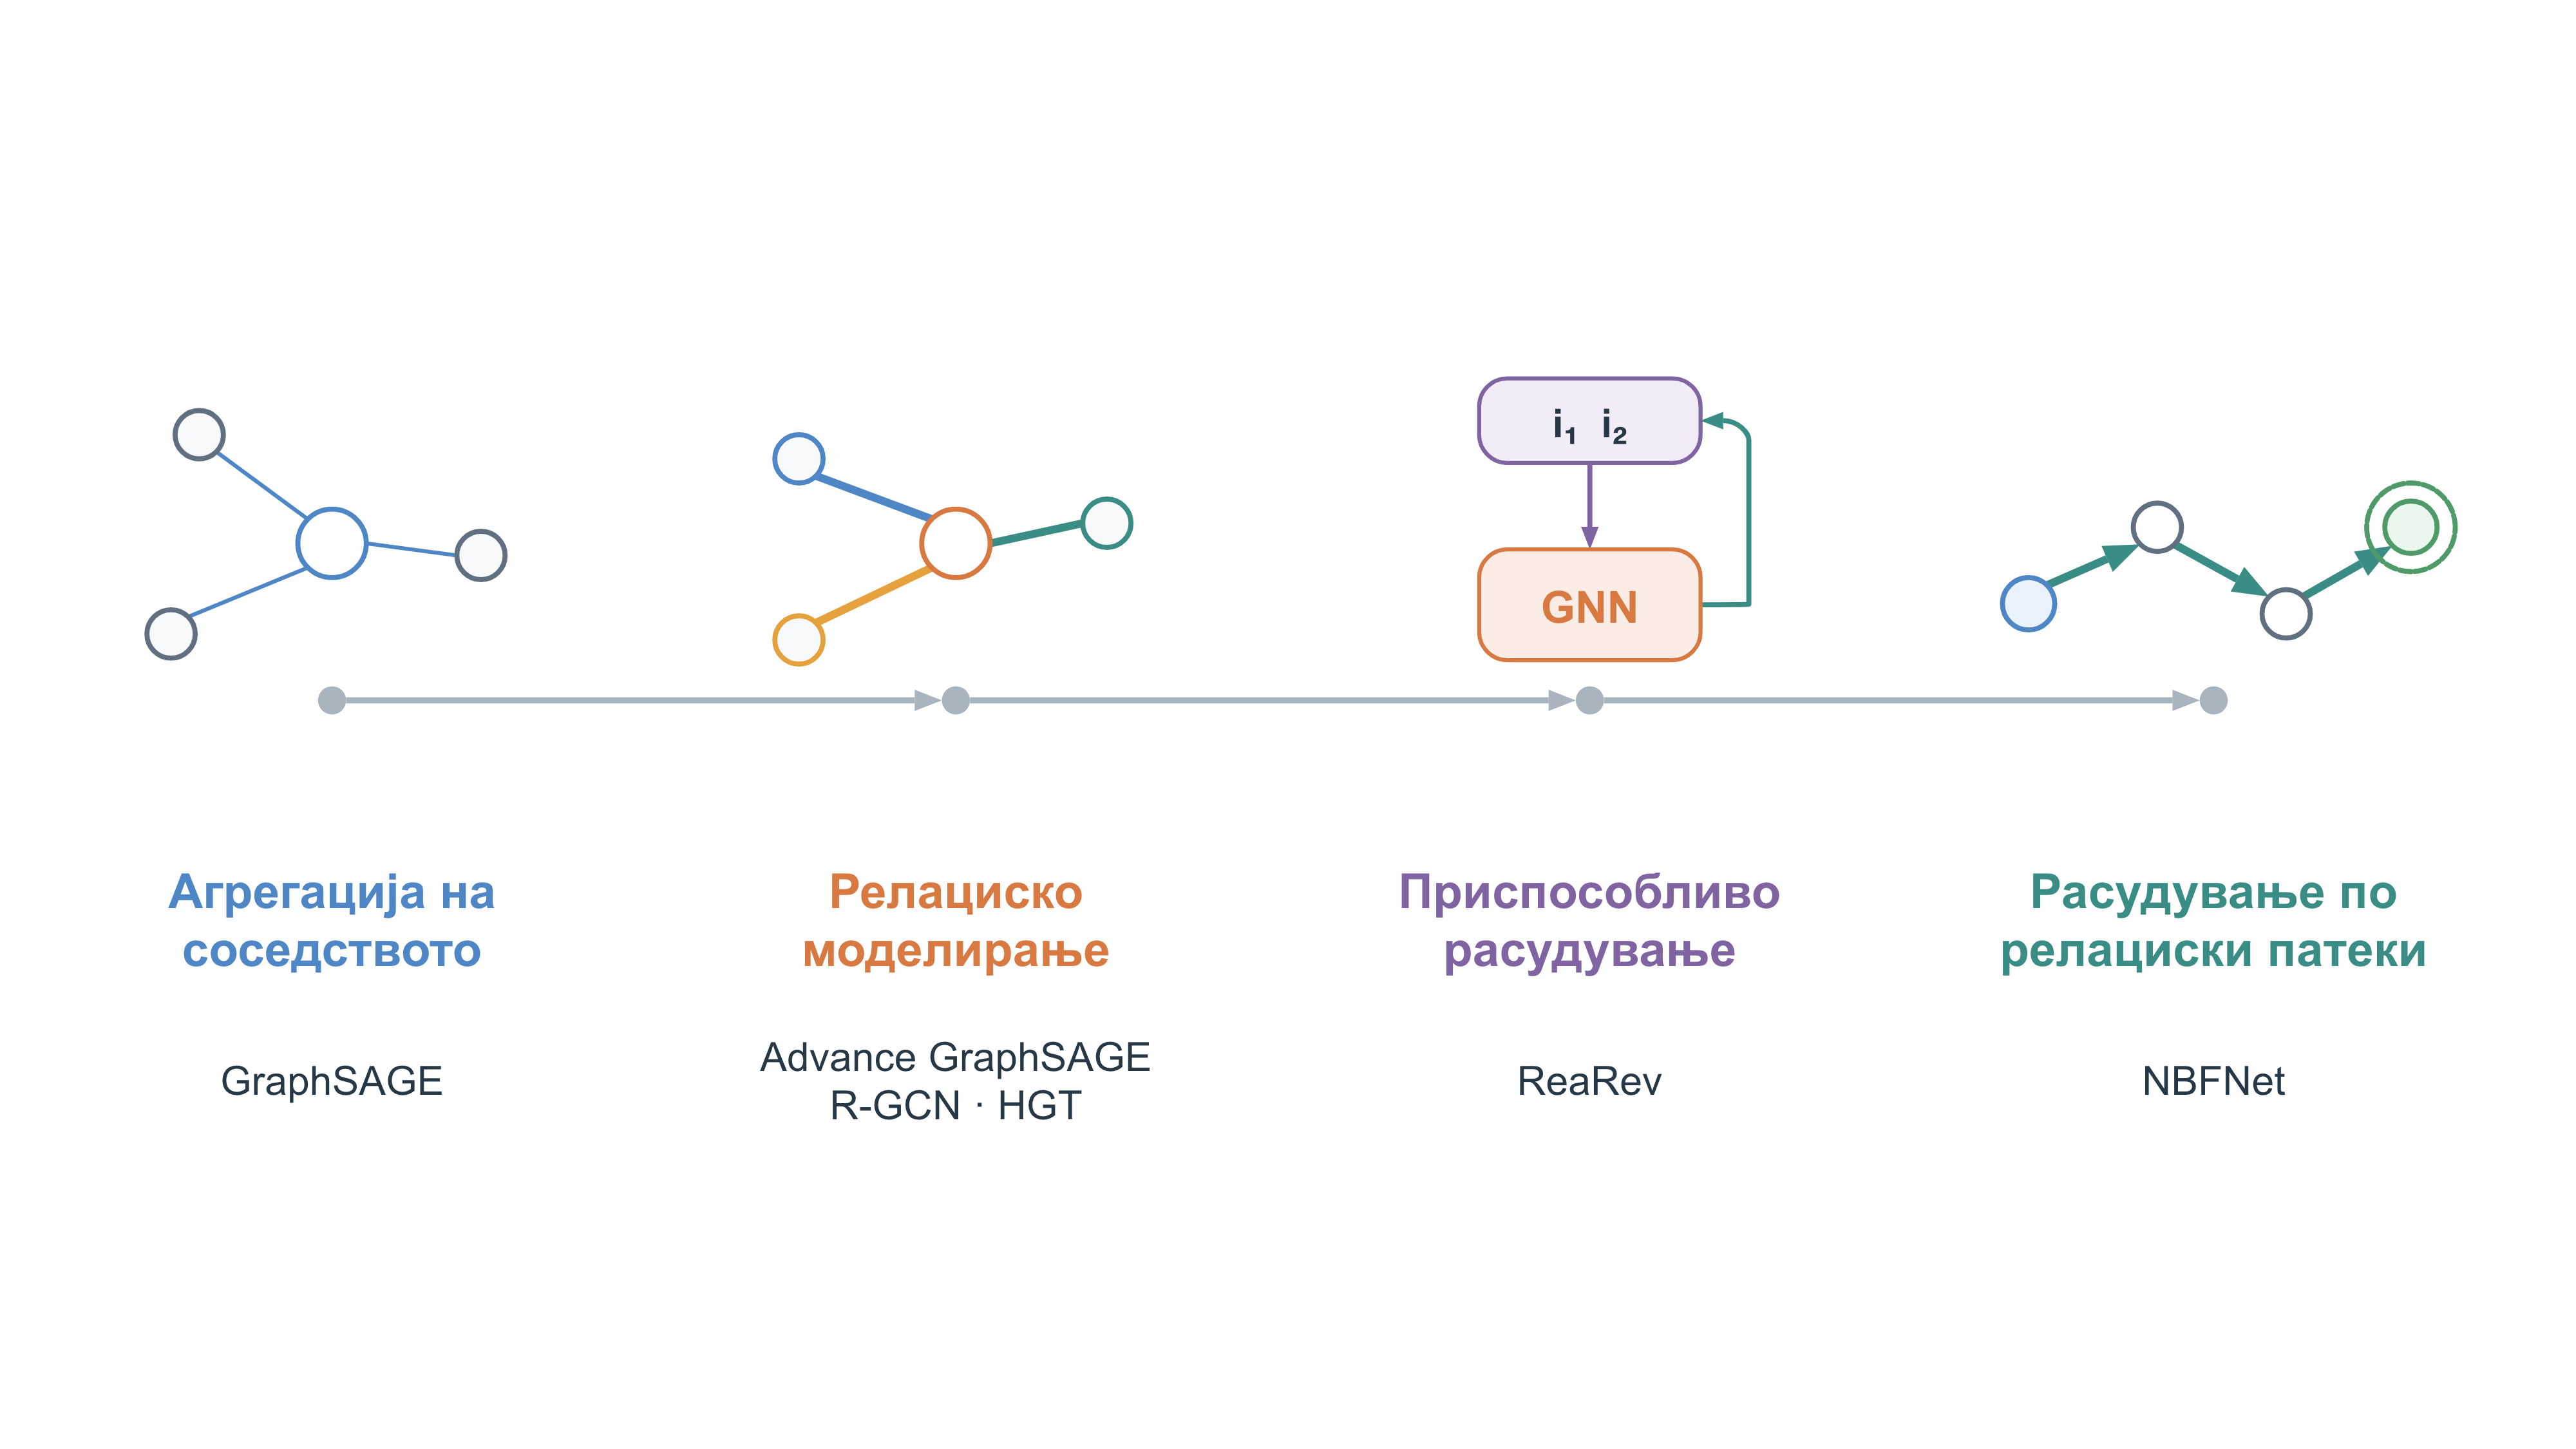 i₁ i₂
GNN
Агрегација на
соседството
GraphSAGE
Релациско
моделирање
Advance GraphSAGE
R-GCN · HGT
Приспособливо
расудување
ReaRev
Расудување по
релациски патеки
NBFNet